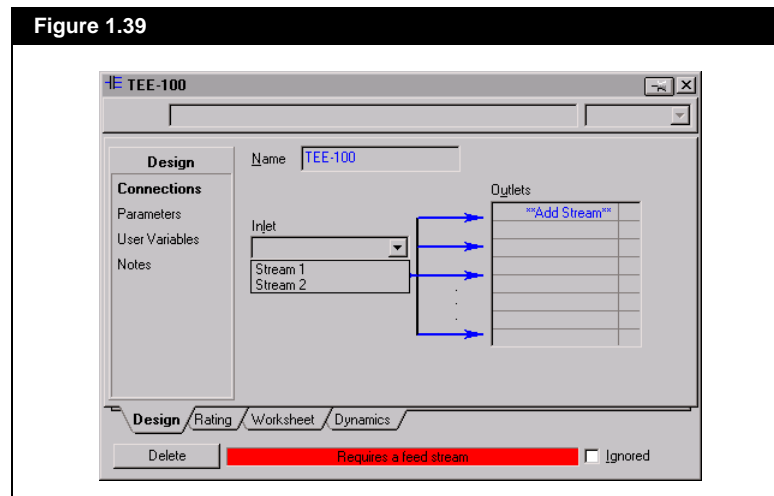 Figure 1.39
TEE-100
Design
Connections
Parameters
User Variables
Notes
Name TEE-100
Inlet
Stream 1
Stream 2
Outlets
**Add Stream**
Design Rating Worksheet Dynamics
Delete Requires a feed stream Ignored